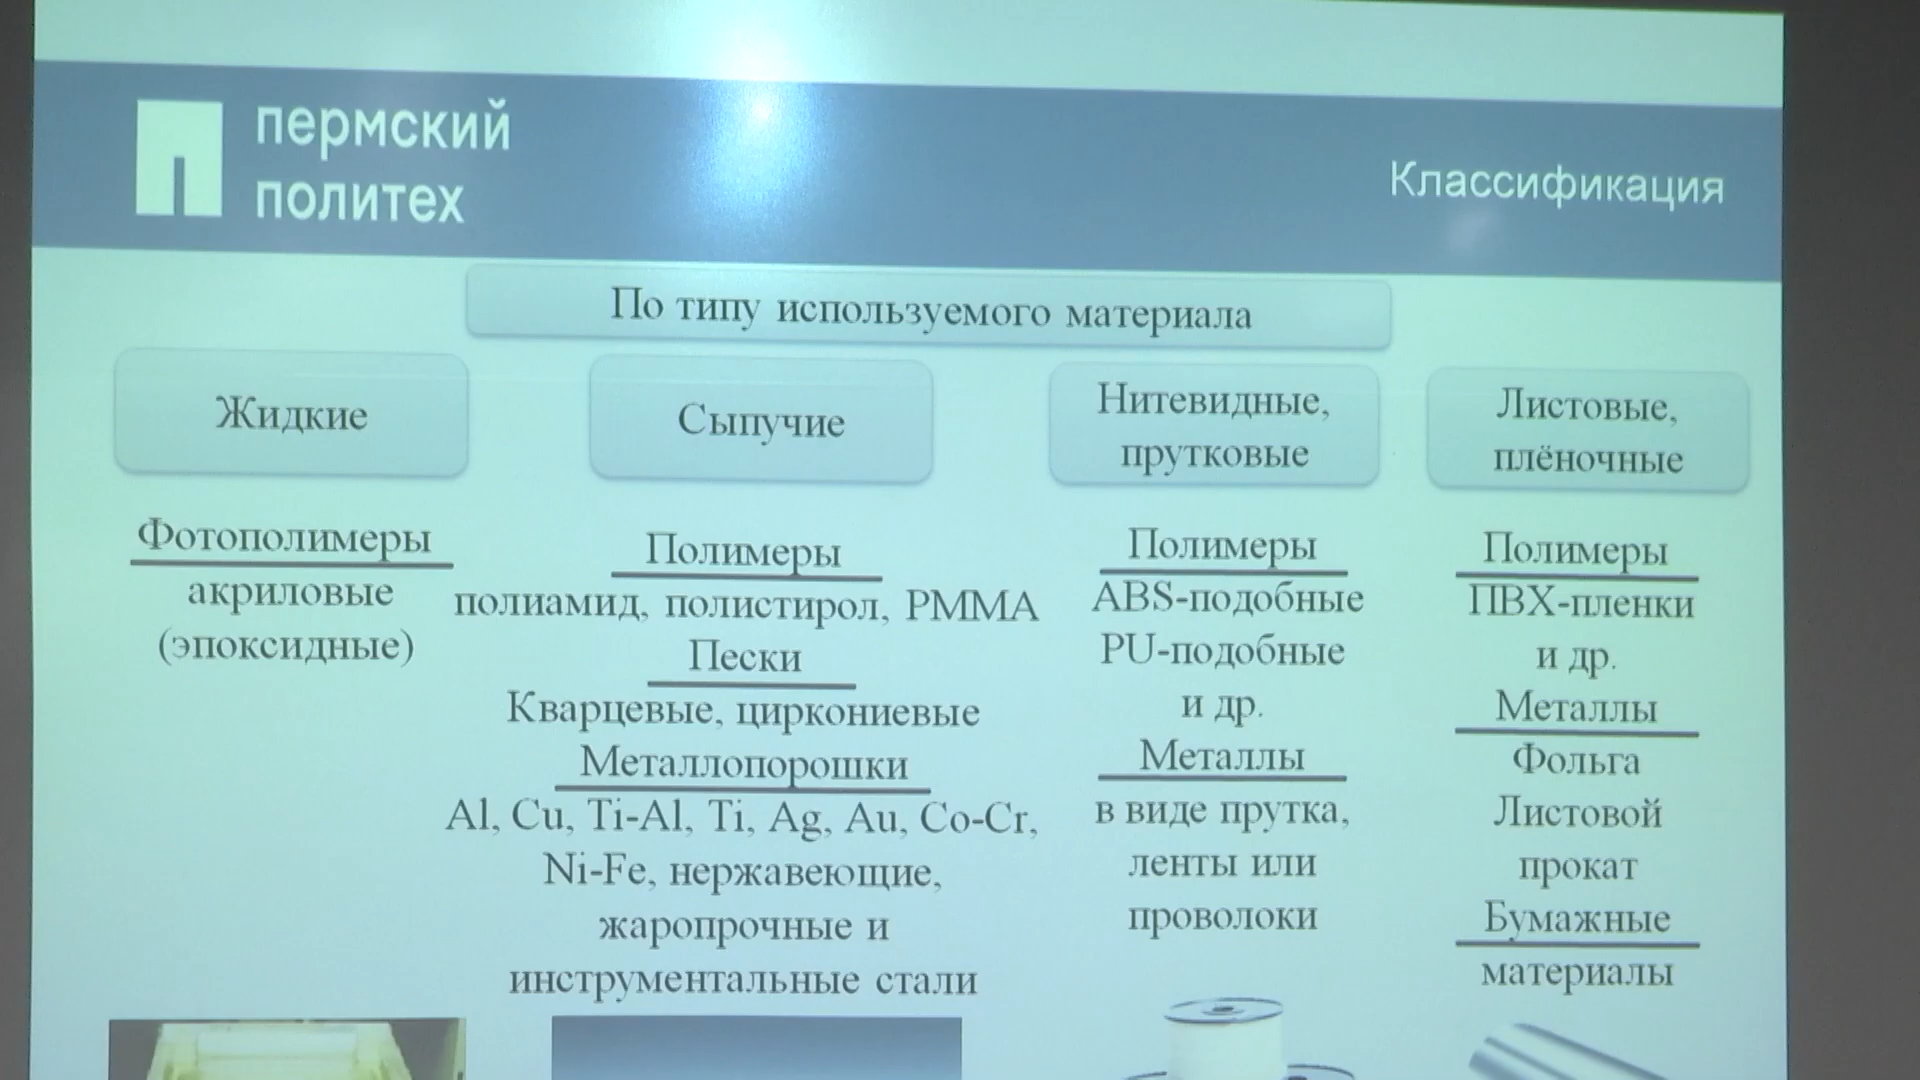 пермский
политех
Классификация
По типу используемого материала
Жидкие
Фотополимеры
акриловые
(эпоксидные)
Сыпучие
Полимеры
полиамид, полистирол, PMMA
Пески
Кварцевые, циркониевые
Металлопорошки
Al, Cu, Ti-Al, Ti, Ag, Au, Co-Cr,
Ni-Fe, нержавеющие,
жаропрочные и
инструментальные стали
Нитевидные,
прутковые
Полимеры
ABS-подобные
PU-подобные
и др.
Металлы
в виде прутка,
ленты или
проволоки
Листовые,
плёночные
Полимеры
ПВХ-пленки
и др.
Металлы
Фольга
Листовой
прокат
Бумажные
материалы